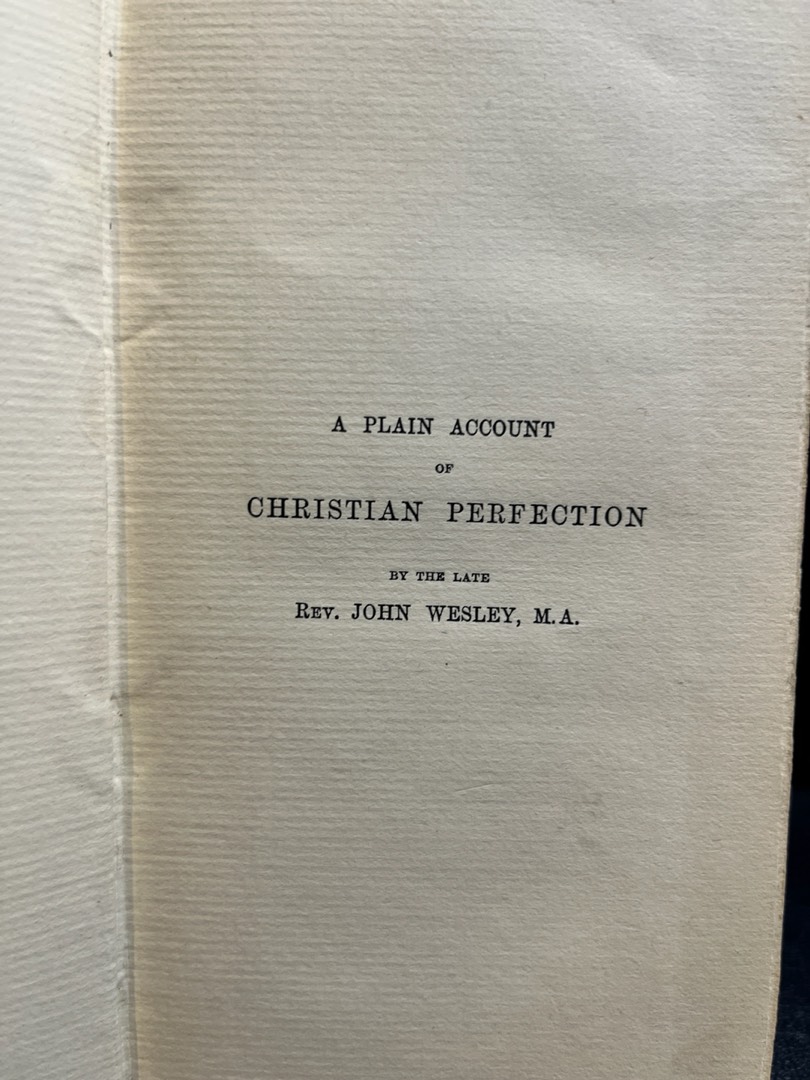 A PLAIN ACCOUNT
OF
CHRISTIAN PERFECTION
BY THE LATE
Rev. JOHN WESLEY, M.A.